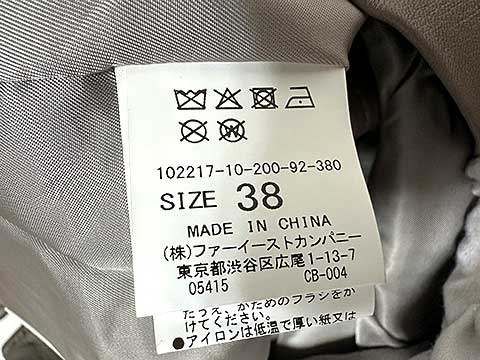 102217-10-200-92-380
SIZE 38
MADE IN CHINA
(株)ファーイーストカンパニー
東京都渋谷区広尾1-13-7
05415 CB-004
かためのブラシをか
けてください。
●アイロンは低温で厚い紙又は